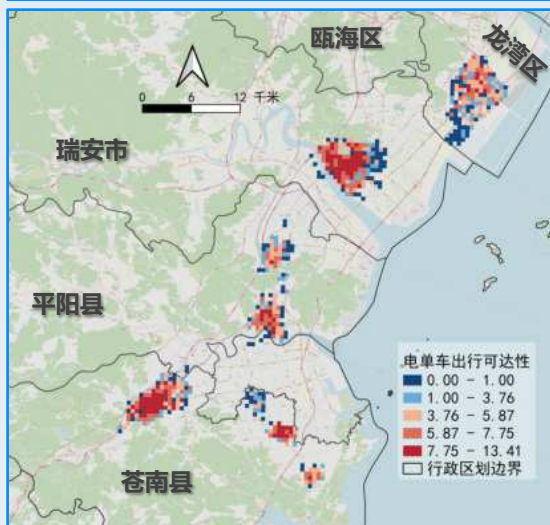 瓯海区
龙湾区
0 6 12 千米
瑞安市
平阳县
电单车出行可达性
0.00 - 1.00
1.00 - 3.76
3.76 - 5.87
5.87 - 7.75
7.75 - 13.41
行政区划边界
苍南县